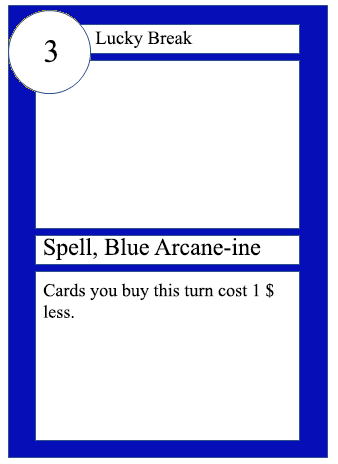 3
Lucky Break
Spell, Blue Arcane-ine
Cards you buy this turn cost 1 $
less.